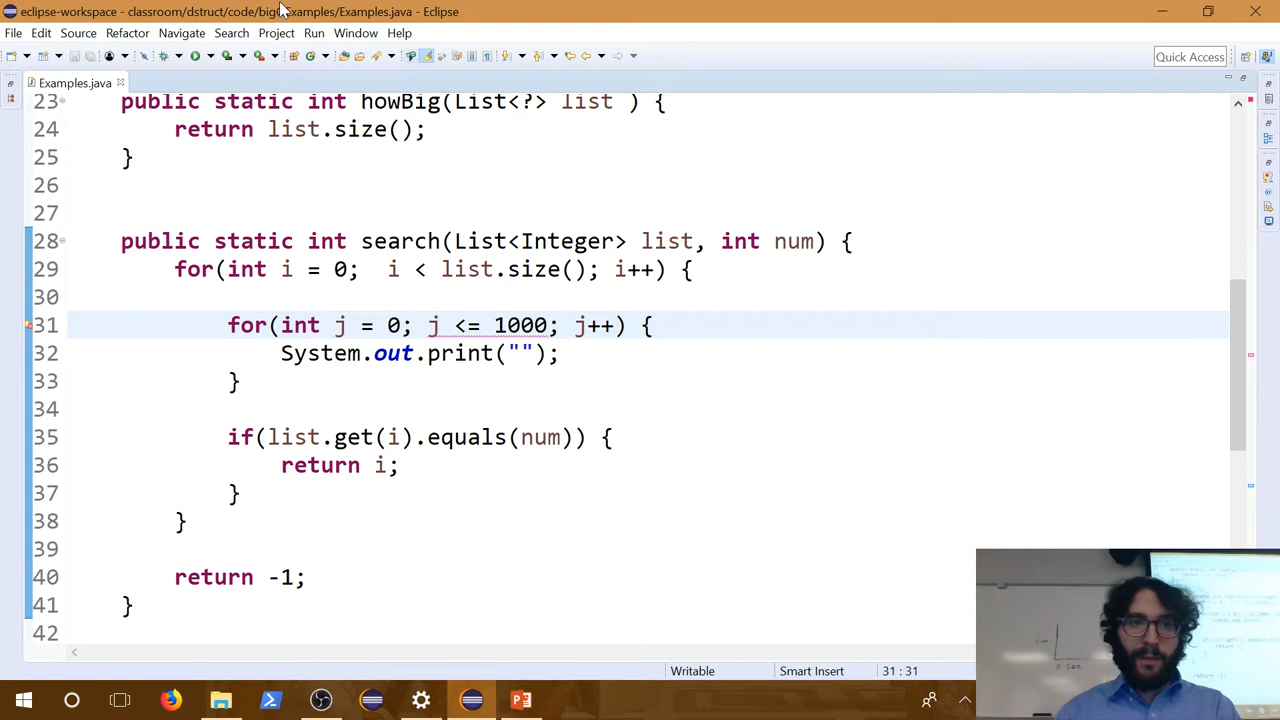 eclipse-workspace - classroom/dstruct/code/bigOExamples/Examples.java - Eclipse
File Edit Source Refactor Navigate Search Project Run Window Help
Quick Access
Examples.java
23 public static int howBig(List<?> list ) {
24 return list.size();
25 }
26
27
28 public static int search(List<Integer> list, int num) {
29 for(int i = 0;  i < list.size(); i++) {
30
31 for(int j = 0; j <= 1000; j++) {
32 System.out.print("");
33 }
34
35 if(list.get(i).equals(num)) {
36 return i;
37 }
38 }
39
40 return -1;
41 }
42
Writable Smart Insert 31 : 31